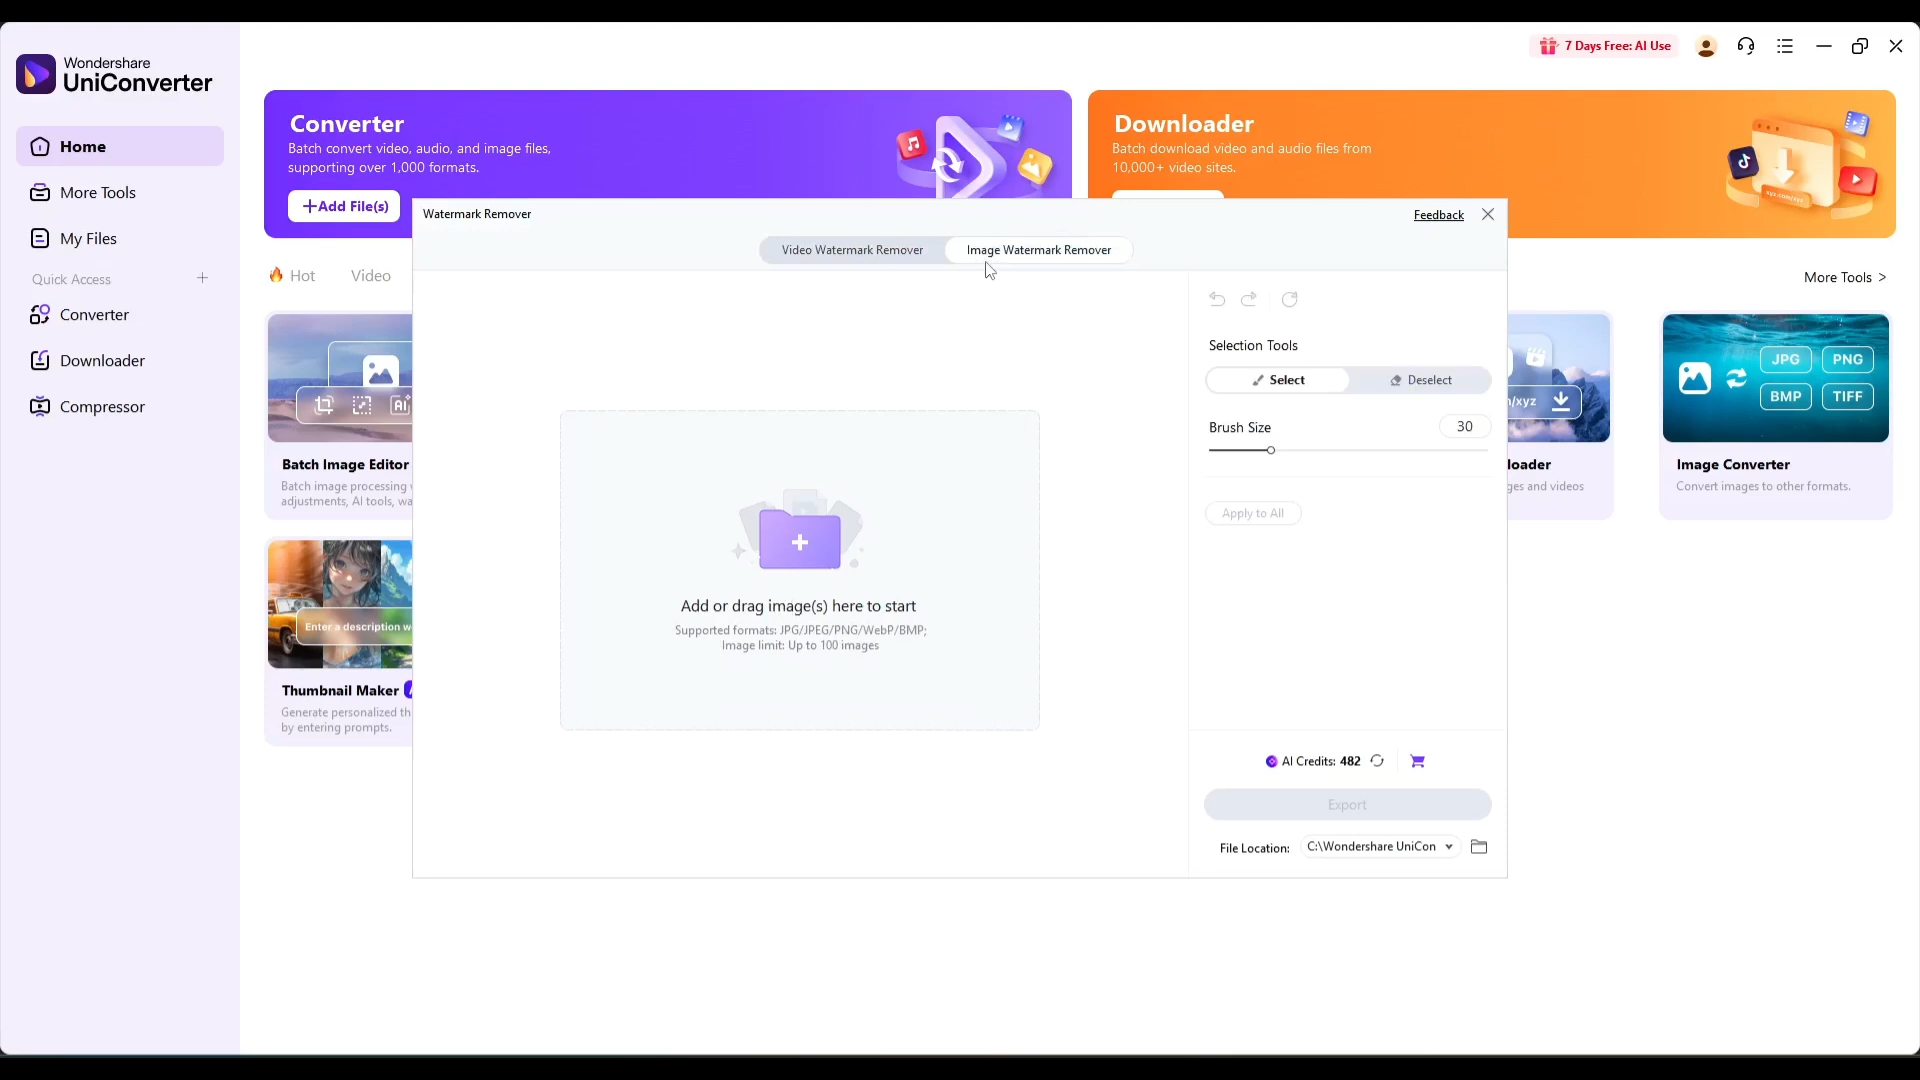 Wondershare
UniConverter
7 Days Free: AI Use
Home
More Tools
My Files
Quick Access
Converter
Downloader
Compressor
Converter
Batch convert video, audio, and image files,
supporting over 1,000 formats.
+Add File(s)
Downloader
Batch download video and audio files from
10,000+ video sites.
Hot
Video
More Tools >
Watermark Remover
Feedback
Video Watermark Remover
Image Watermark Remover
Add or drag image(s) here to start
Supported formats: JPG/JPEG/PNG/WebP/BMP;
Image limit: Up to 100 images
Selection Tools
Select
Deselect
Brush Size
30
Apply to All
AI Credits: 482
Export
File Location:
C:\Wondershare UniCon
AI
Batch Image Editor
Batch image processing
adjustments, AI tools, wa
Enter a description
Thumbnail Maker
Generate personalized th
by entering prompts.
/xyz
loader
ges and videos
JPG
PNG
BMP
TIFF
Image Converter
Convert images to other formats.